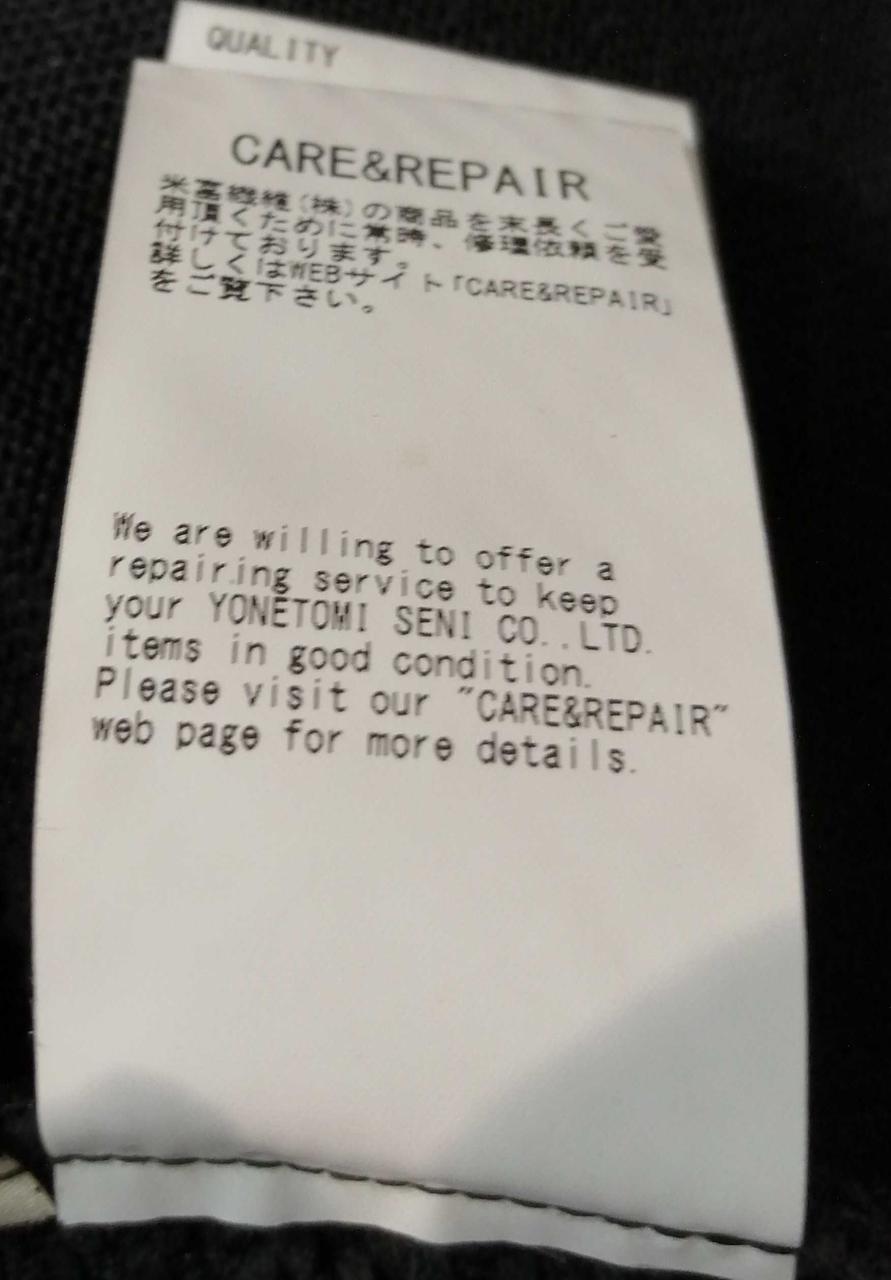 QUALITY
CARE&REPAIR
米富繊維(株)の商品を末長くご愛
用頂くために常時、修理依頼を受
付けております。
詳しくはWEBサイト「CARE&REPAIR」
をご覧下さい。
We are willing to offer a
repairing service to keep
your YONETOMI SENI CO.,LTD.
items in good condition.
Please visit our "CARE&REPAIR"
web page for more details.